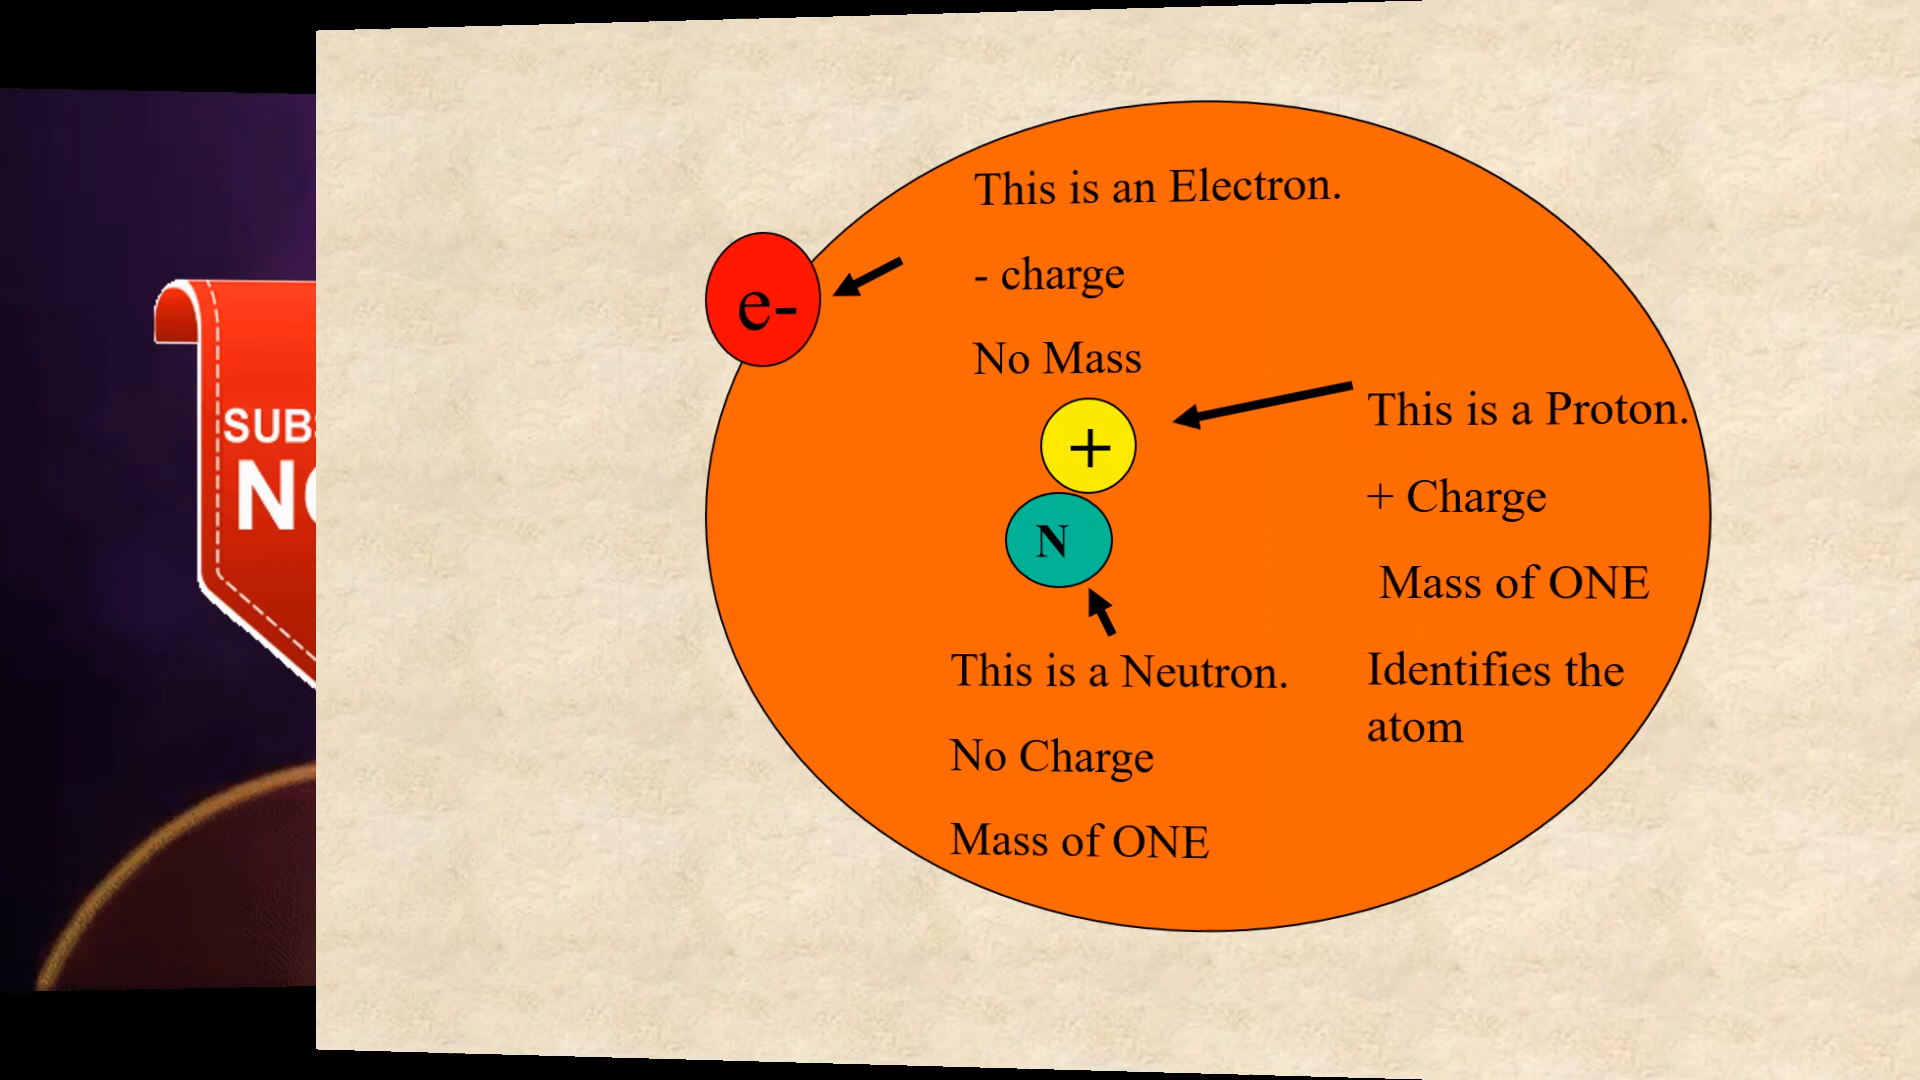 SUB
N
This is an Electron.
- charge
No Mass
e-
+
N
This is a Proton.
+ Charge
Mass of ONE
Identifies the
atom
This is a Neutron.
No Charge
Mass of ONE